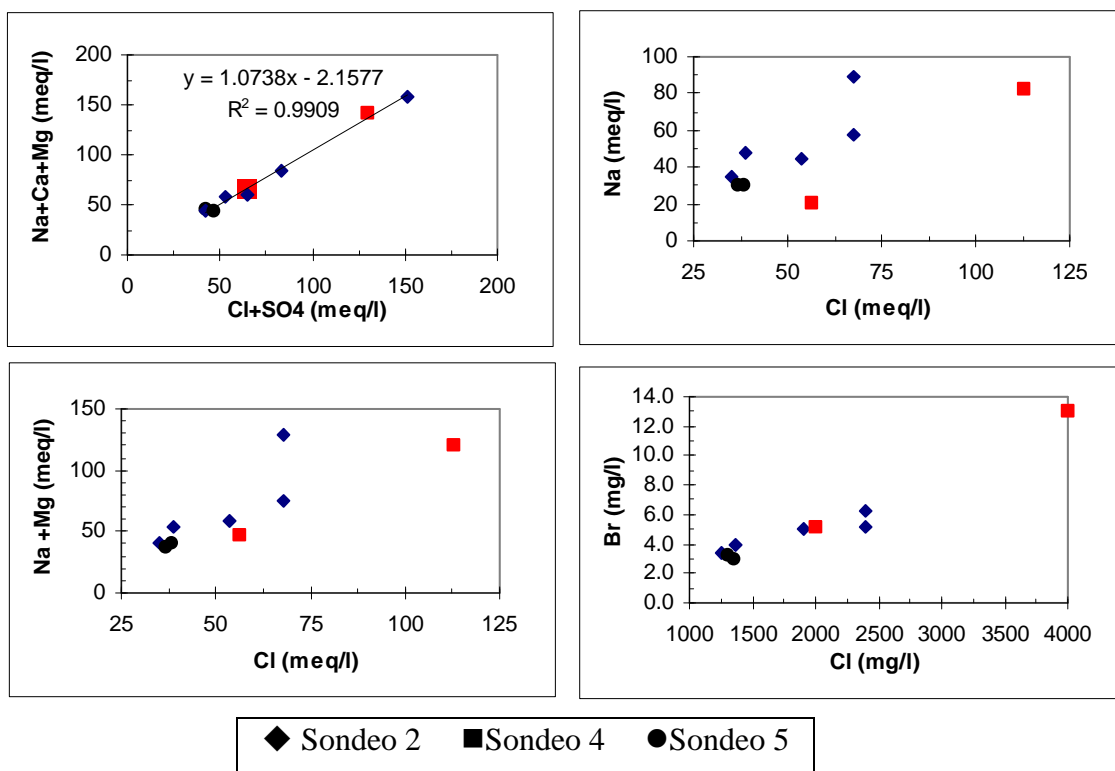 200
150
100
50
0
Na+Ca+Mg (meq/l)
y = 1.0738x - 2.1577
R² = 0.9909
0 50 100 150 200
Cl+SO4 (meq/l)
100
80
60
40
20
0
Na (meq/l)
25 50 75 100 125
Cl (meq/l)
150
100
50
0
Na +Mg (meq/l)
25 50 75 100 125
Cl (meq/l)
14.0
12.0
10.0
8.0
6.0
4.0
2.0
0.0
Br (mg/l)
1000 1500 2000 2500 3000 3500 4000
Cl (mg/l)
Sondeo 2 Sondeo 4 Sondeo 5